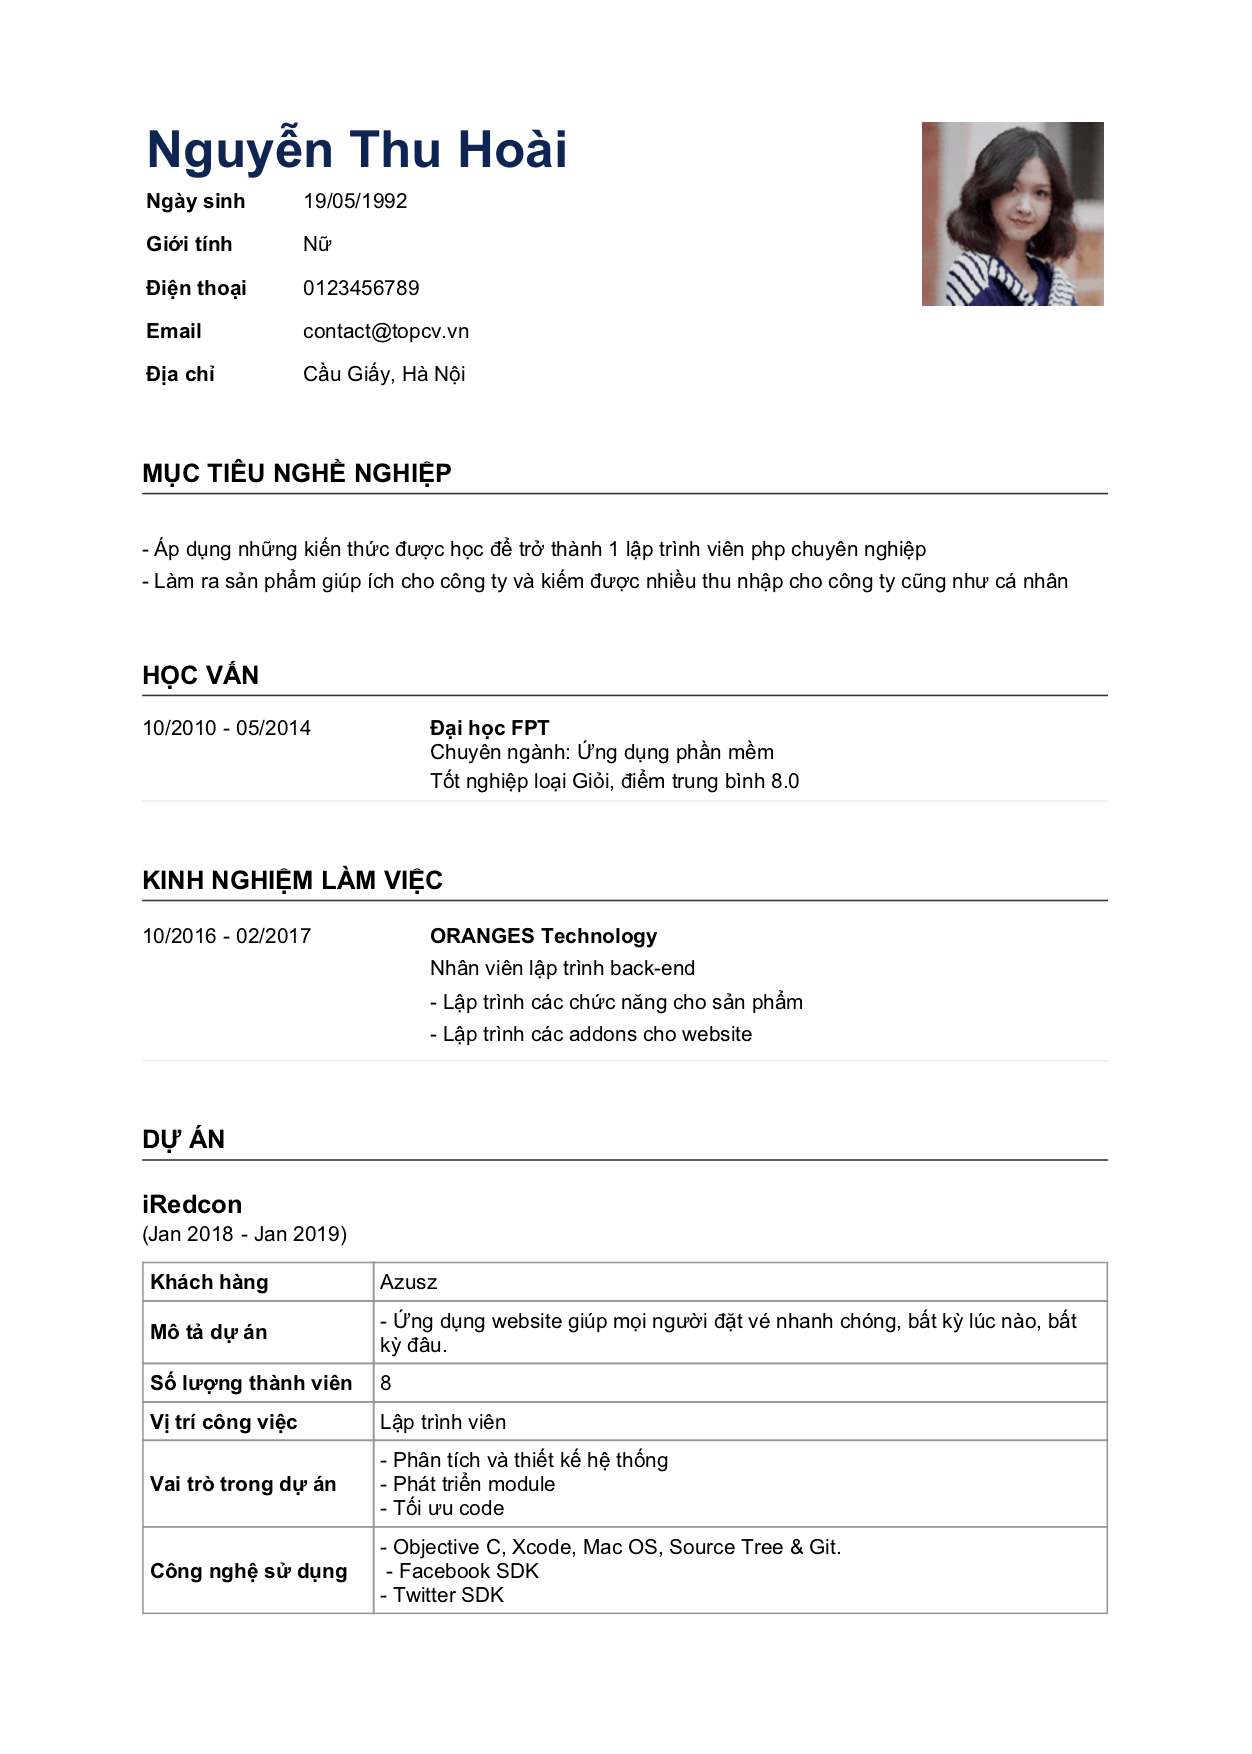 Nguyễn Thu Hoài
Ngày sinh 19/05/1992
Giới tính Nữ
Điện thoại 0123456789
Email contact@topcv.vn
Địa chỉ Cầu Giấy, Hà Nội
MỤC TIÊU NGHỀ NGHIỆP
- Áp dụng những kiến thức được học để trở thành 1 lập trình viên php chuyên nghiệp
- Làm ra sản phẩm giúp ích cho công ty và kiếm được nhiều thu nhập cho công ty cũng như cá nhân
HỌC VẤN
10/2010 - 05/2014 Đại học FPT
Chuyên ngành: Ứng dụng phần mềm
Tốt nghiệp loại Giỏi, điểm trung bình 8.0
KINH NGHIỆM LÀM VIỆC
10/2016 - 02/2017 ORANGES Technology
Nhân viên lập trình back-end
- Lập trình các chức năng cho sản phẩm
- Lập trình các addons cho website
DỰ ÁN
iRedcon
(Jan 2018 - Jan 2019)
Khách hàng Azusz
Mô tả dự án - Ứng dụng website giúp mọi người đặt vé nhanh chóng, bất kỳ lúc nào, bất
kỳ đâu.
Số lượng thành viên 8
Vị trí công việc Lập trình viên
Vai trò trong dự án - Phân tích và thiết kế hệ thống
- Phát triển module
- Tối ưu code
Công nghệ sử dụng - Objective C, Xcode, Mac OS, Source Tree & Git.
- Facebook SDK
- Twitter SDK